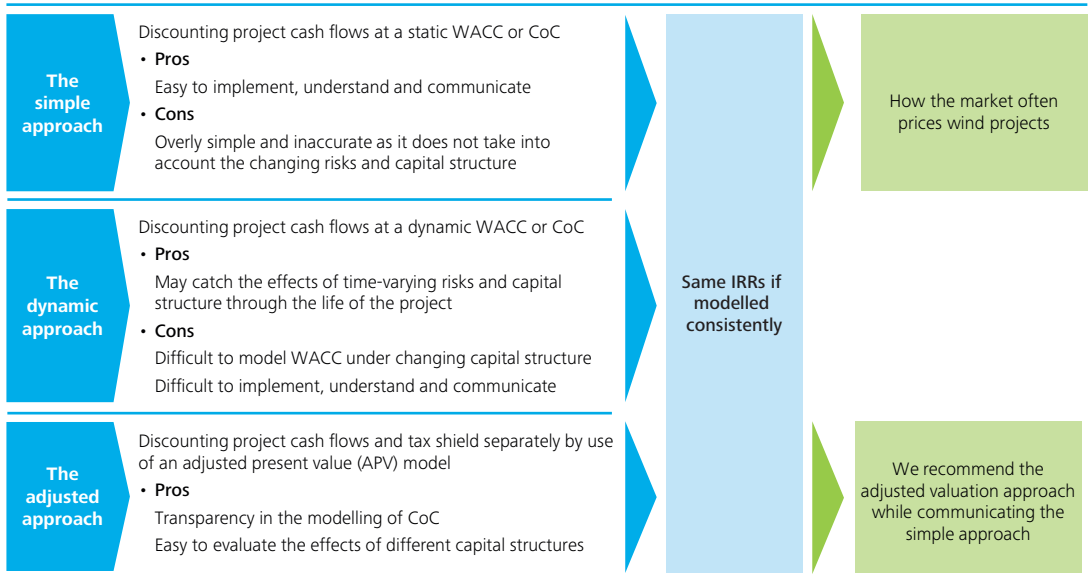 The
simple
approach
Discounting project cash flows at a static WACC or CoC
• Pros
Easy to implement, understand and communicate
• Cons
Overly simple and inaccurate as it does not take into
account the changing risks and capital structure
How the market often
prices wind projects
The
dynamic
approach
Discounting project cash flows at a dynamic WACC or CoC
• Pros
May catch the effects of time-varying risks and capital
structure through the life of the project
• Cons
Difficult to model WACC under changing capital structure
Difficult to implement, understand and communicate
Same IRRs if
modelled
consistently
The
adjusted
approach
Discounting project cash flows and tax shield separately by use
of an adjusted present value (APV) model
• Pros
Transparency in the modelling of CoC
Easy to evaluate the effects of different capital structures
We recommend the
adjusted valuation approach
while communicating the
simple approach